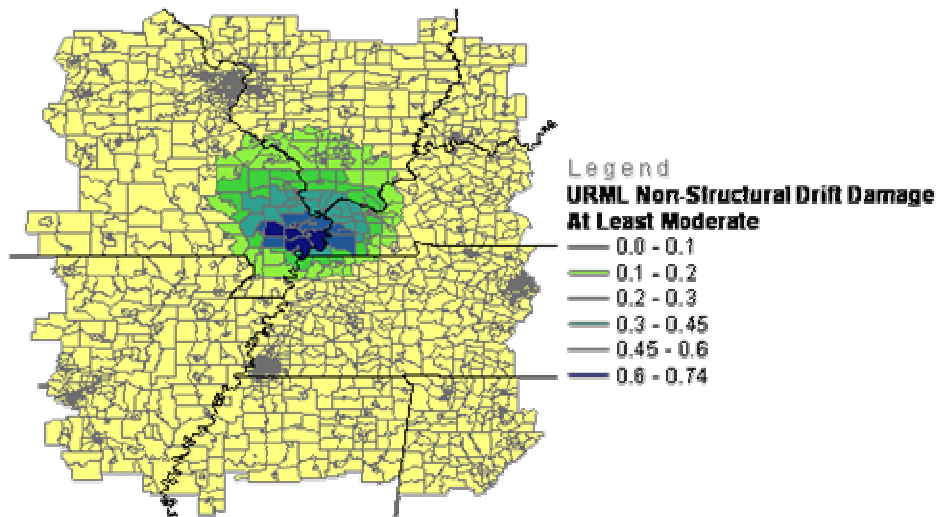 Legend
URML Non-Structural Drift Damage
At Least Moderate
0.0 - 0.1
0.1 - 0.2
0.2 - 0.3
0.3 - 0.45
0.45 - 0.6
0.6 - 0.74